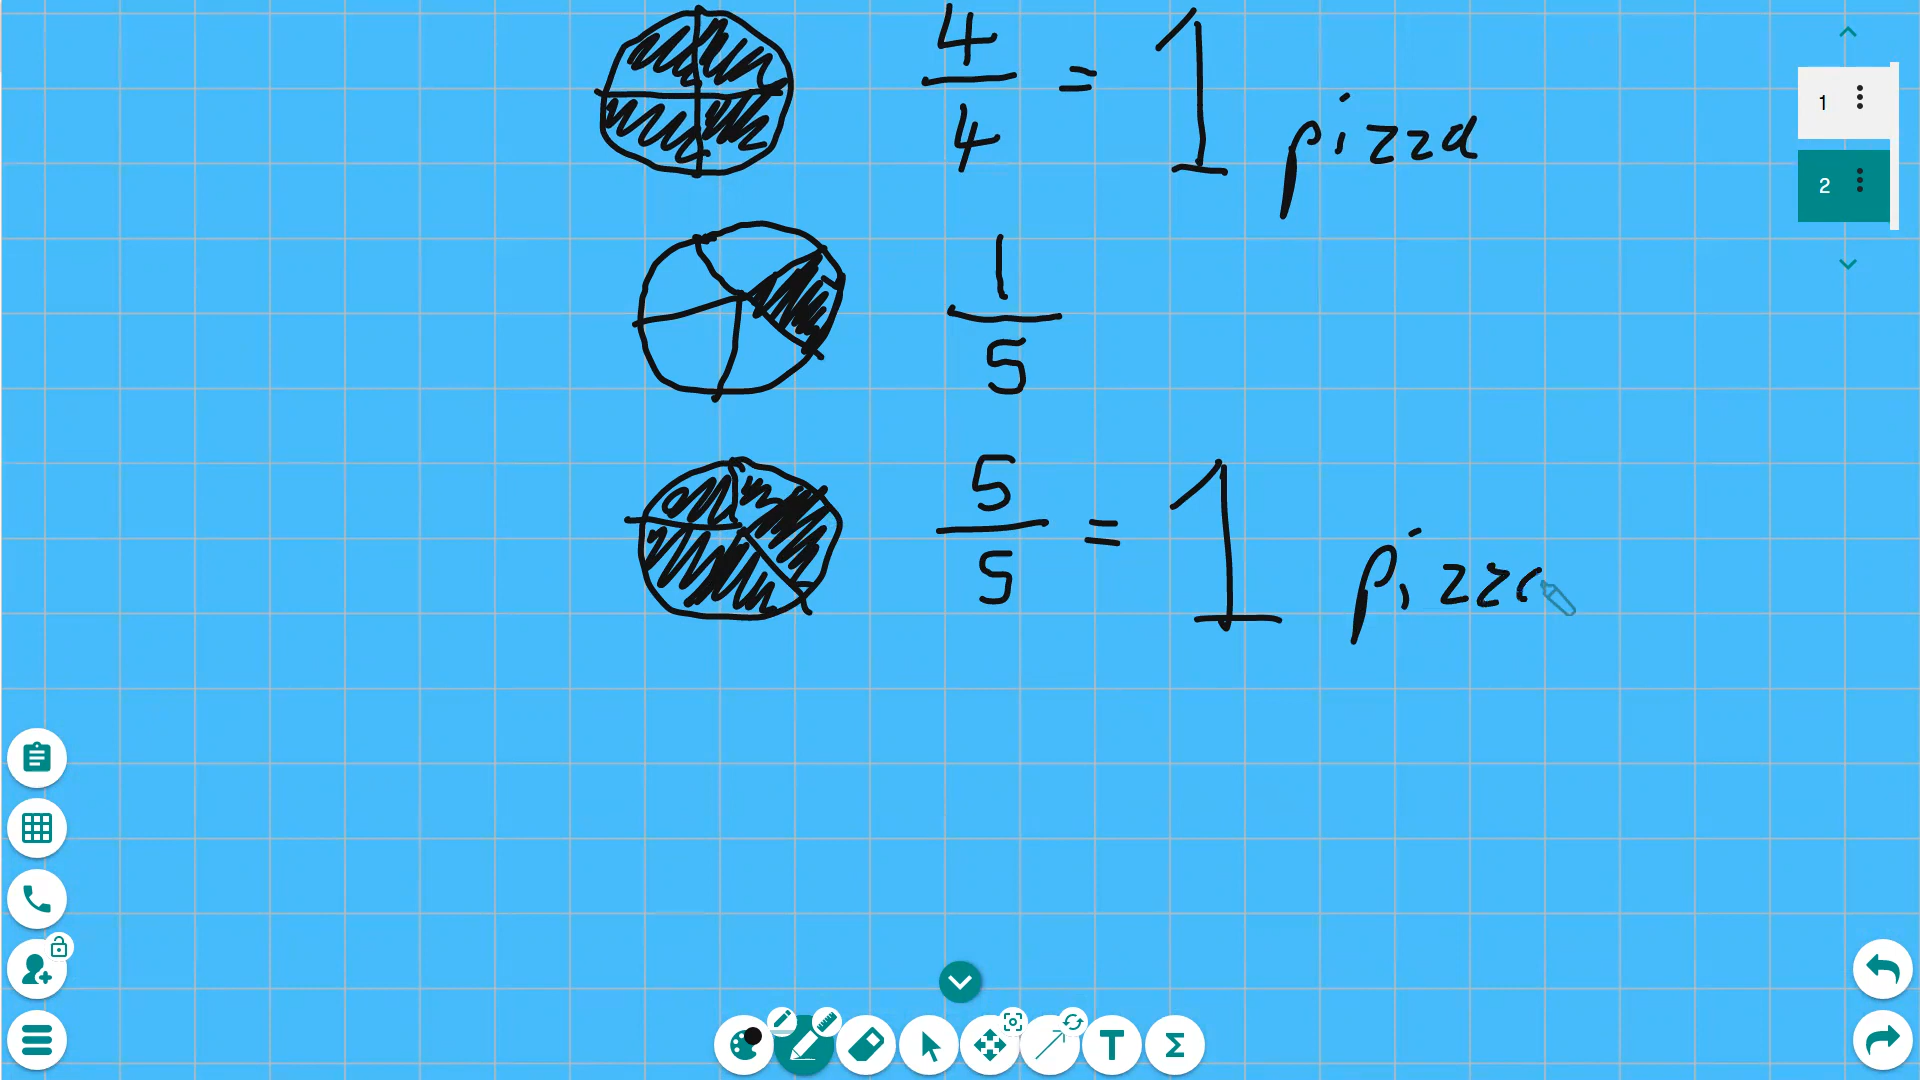 4/4 = 1 pizza
1/5
5/5 = 1 pizza
1
2
T
Σ